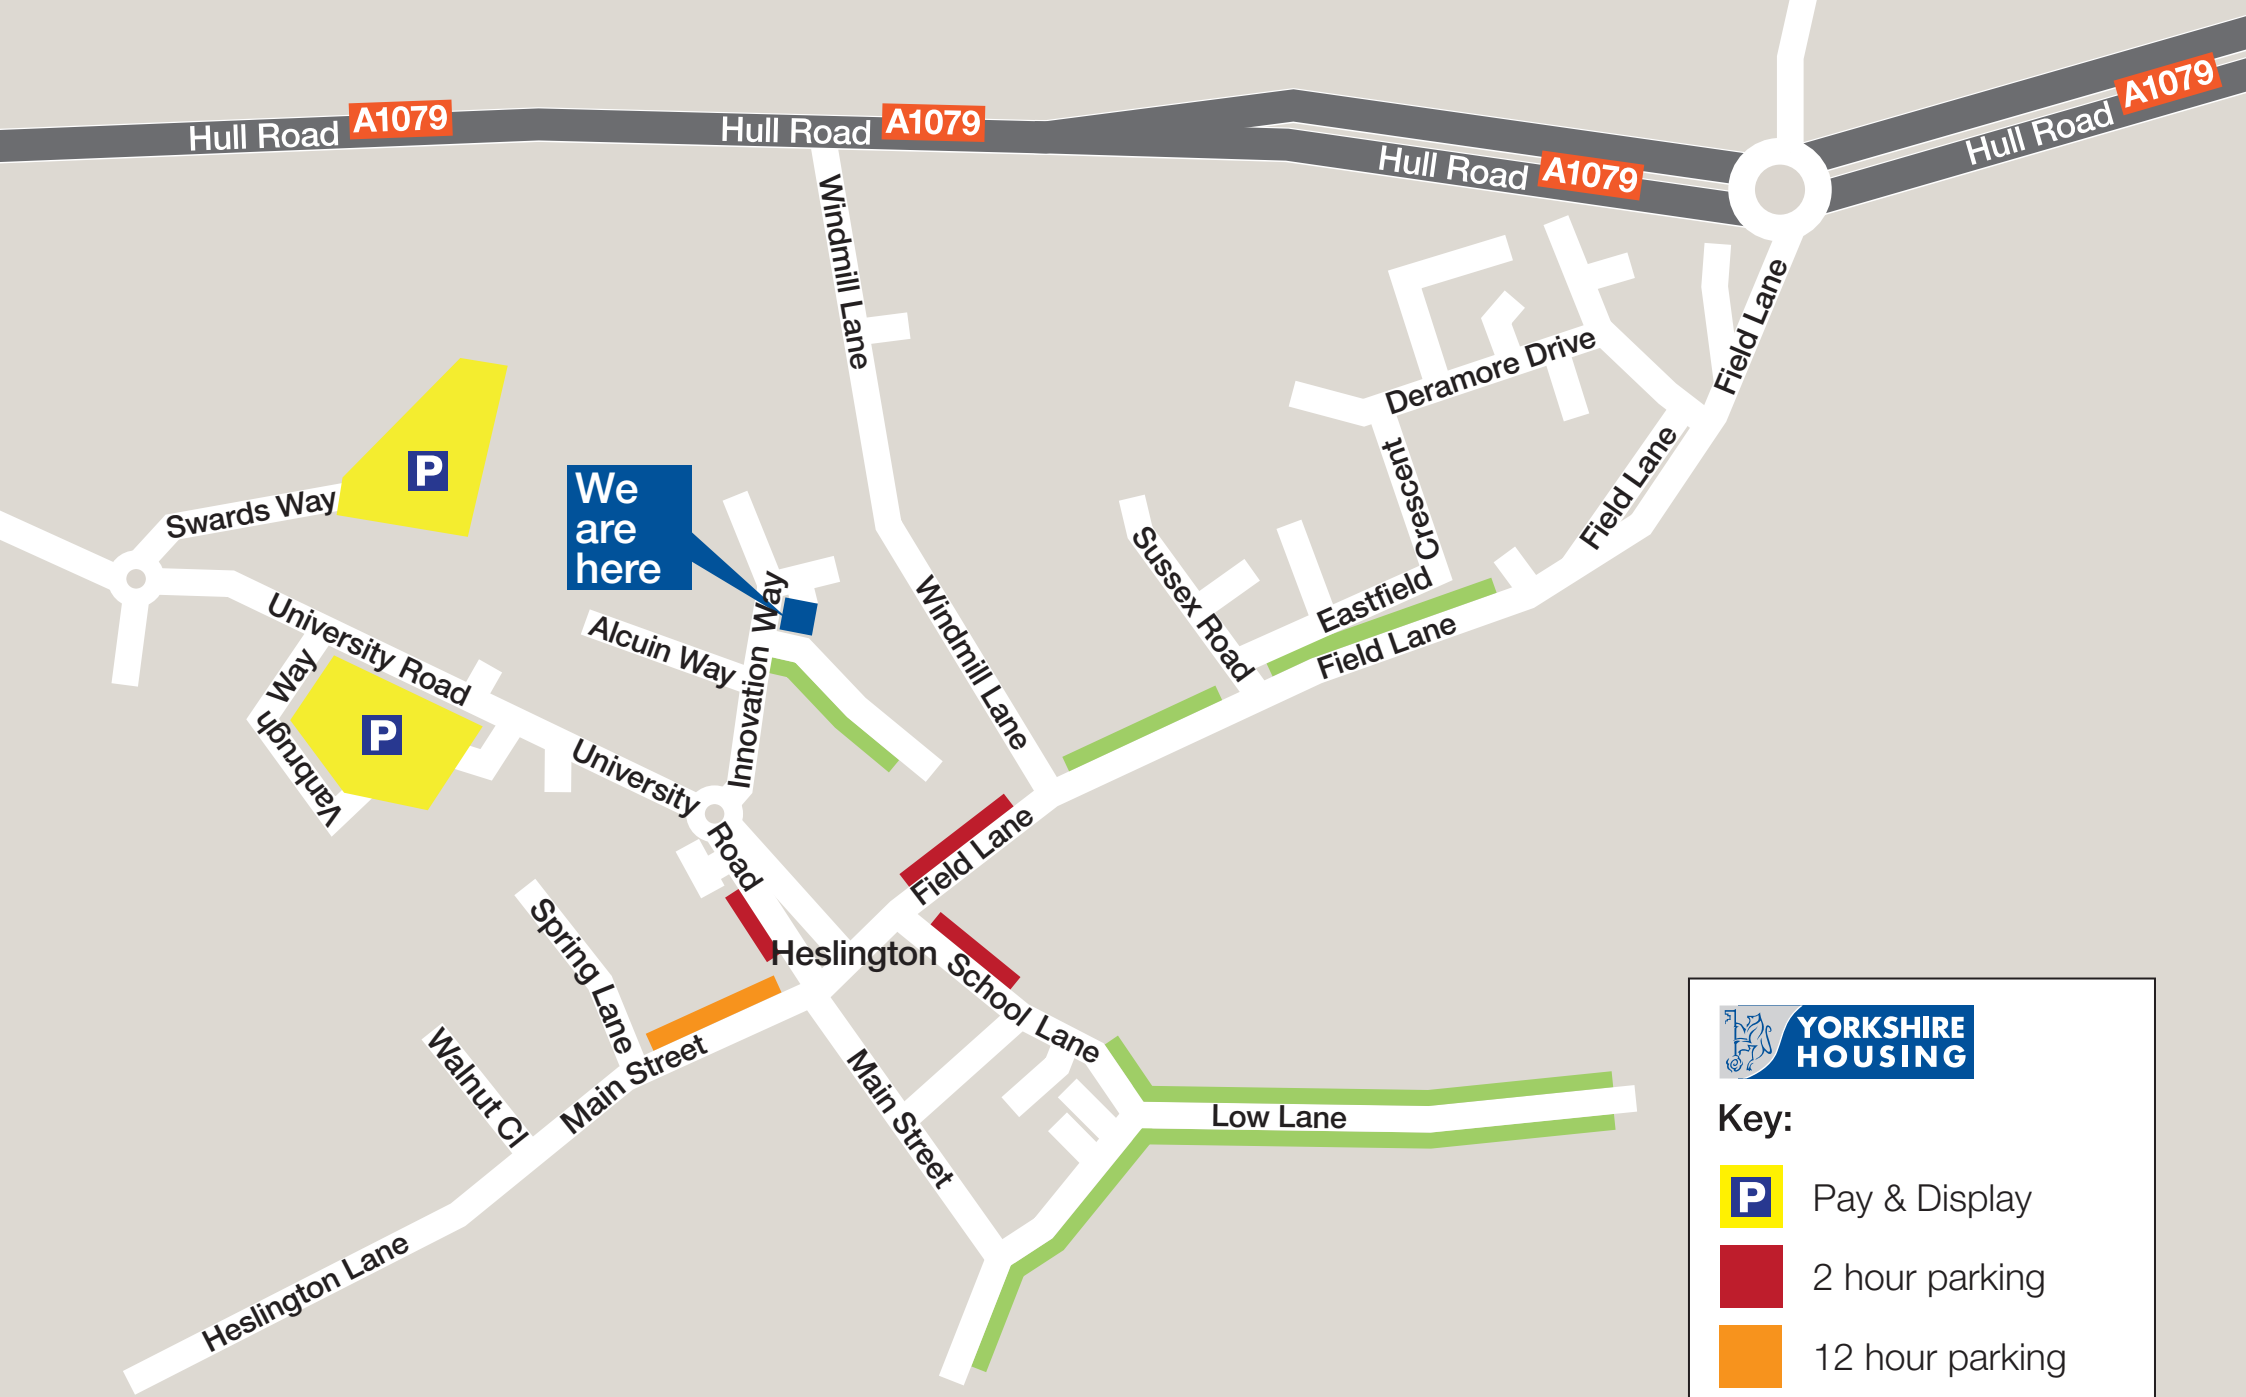 Hull Road A1079
Hull Road A1079
Hull Road A1079
Hull Road A1079
Windmill Lane
Field Lane
Deramore Drive
Crescent
Field Lane
P
Swards Way
We
are
here
Sussex Road
Eastfield
Field Lane
Windmill Lane
Alcuin Way
Innovation Way
University Road
Way
Vanbrugh
P
University
Road
Field Lane
Spring Lane
Heslington
School Lane
Walnut Cl
Main Street
Main Street
Low Lane
Heslington Lane
YORKSHIRE
HOUSING
Key:
P Pay & Display
2 hour parking
12 hour parking